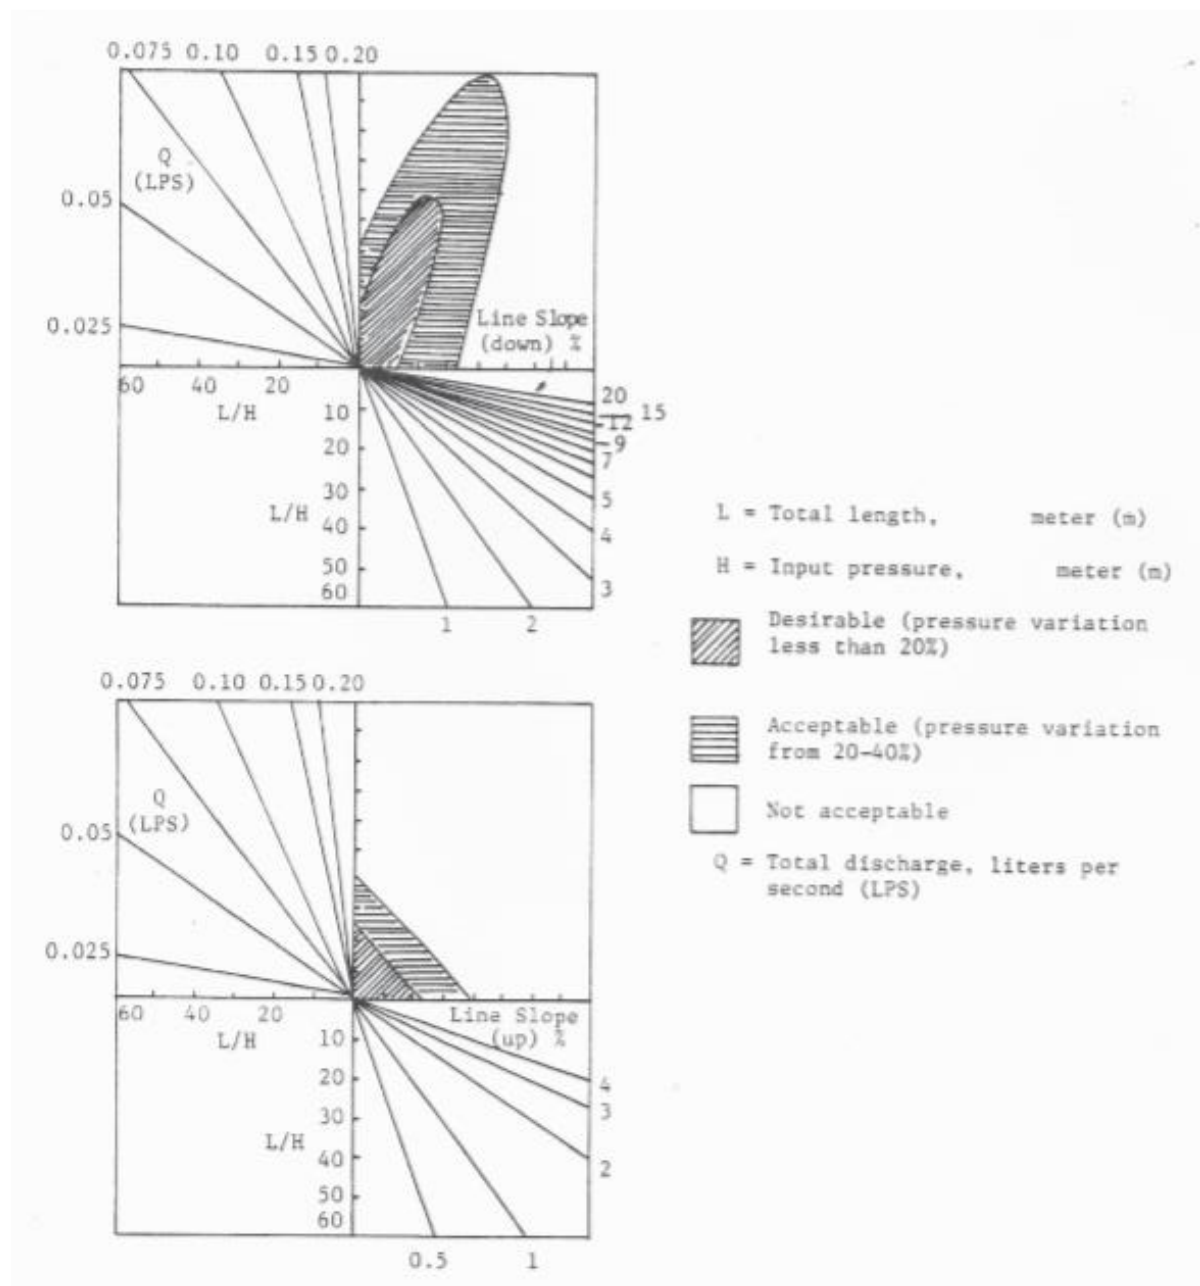 0.075 0.10 0.15 0.20
Q
(LPS)
0.05
0.025
Line Slope
(down) %
60 40 20
L/H
10
20
30
L/H
40
50
60
20
15
12
9
7
5
4
3
1 2
L = Total length, meter (m)
H = Input pressure, meter (m)
Desirable (pressure variation
less than 20%)
Acceptable (pressure variation
from 20-40%)
Not acceptable
Q = Total discharge, liters per
second (LPS)
0.075 0.10 0.15 0.20
Q
(LPS)
0.05
0.025
60 40 20
L/H
Line Slope
(up) %
10
20
30
L/H
40
50
60
4
3
2
0.5 1